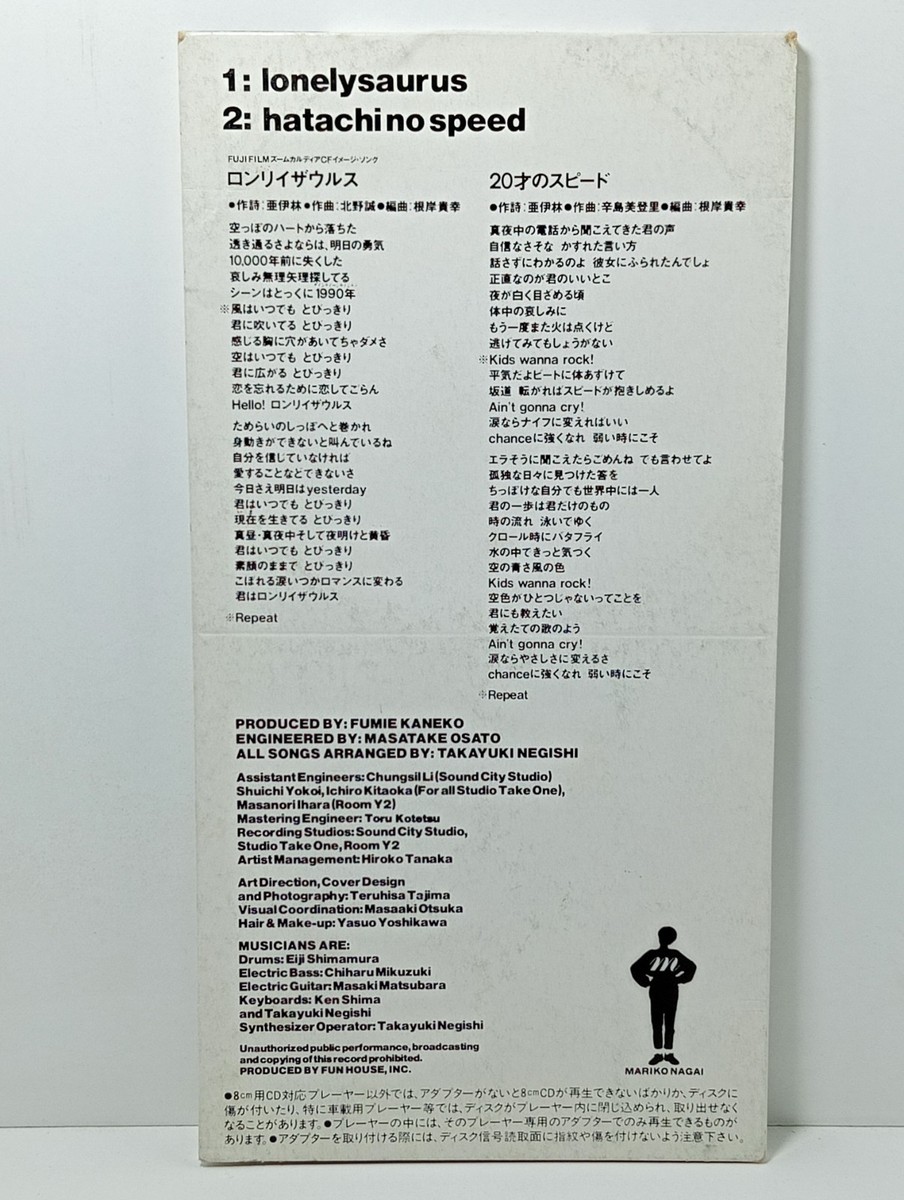 1: lonelysaurus
2: hatachi no speed
FUJI FILMズームカルディアCFイメージ・ソング
ロンリイザウルス
●作詩:亜伊林●作曲:北野誠●編曲:根岸貴幸
空っぽのハートから落ちた
透き通るさよならは、明日の勇気
10,000年前に失くした
哀しみ無理矢理探してる
シーンはとっくに1990年
※風はいつでも とびっきり
君に吹いてる とびっきり
感じる胸に穴があいてちゃダメさ
空はいつでも とびっきり
君に広がる とびっきり
恋を忘れるために恋してごらん
Hello! ロンリイザウルス
ためらいのしっぽへと巻かれ
身動きができないと叫んているね
自分を信じていなければ
愛することなどできないさ
今日さえ明日はyesterday
君はいつでも とびっきり
現在を生きてる とびっきり
真昼・真夜中そして夜明けと黄昏
君はいつでも とびっきり
素顔のままで とびっきり
こぼれる涙いつかロマンスに変わる
君はロンリイザウルス
※Repeat
20才のスピード
●作詩:亜伊林●作曲:辛島美登里●編曲:根岸貴幸
真夜中の電話から聞こえてきた君の声
自信なさそな かすれた言い方
話さずにわかるのよ 彼女にふられたんでしょ
正直なのが君のいいとこ
夜が白く目ざめる頃
体中の哀しみに
もう一度また火は点くけど
逃げてみてもしょうがない
※Kids wanna rock!
平気だよビートに体あずけて
坂道 転がればスピードが抱きしめるよ
Ain't gonna cry!
涙ならナイフに変えればいい
chanceに強くなれ 弱い時にこそ
エラそうに聞こえたらごめんね でも言わせてよ
孤独な日々に見つけた答を
ちっぽけな自分でも世界中には一人
君の一歩は君だけのもの
時の流れ 泳いでゆく
クロール時にバタフライ
水の中できっと気つく
空の青さ風の色
Kids wanna rock!
空色がひとつじゃないってことを
君にも教えたい
覚えたての歌のよう
Ain't gonna cry!
涙ならやさしさに変えるさ
chanceに強くなれ 弱い時にこそ
※Repeat
PRODUCED BY: FUMIE KANEKO
ENGINEERED BY: MASATAKE OSATO
ALL SONGS ARRANGED BY: TAKAYUKI NEGISHI
Assistant Engineers: Chungsil Li (Sound City Studio)
Shuichi Yokoi, Ichiro Kitaoka (For all Studio Take One),
Masanori Ihara (Room Y2)
Mastering Engineer: Toru Kotetsu
Recording Studios: Sound City Studio,
Studio Take One, Room Y2
Artist Management: Hiroko Tanaka
Art Direction, Cover Design
and Photography: Teruhisa Tajima
Visual Coordination: Masaaki Otsuka
Hair & Make-up: Yasuo Yoshikawa
MUSICIANS ARE:
Drums: Eiji Shimamura
Electric Bass: Chiharu Mikuzuki
Electric Guitar: Masaki Matsubara
Keyboards: Ken Shima
and Takayuki Negishi
Synthesizer Operator: Takayuki Negishi
Unauthorized public performance, broadcasting
and copying of this record prohibited.
PRODUCED BY FUN HOUSE, INC.
m
MARIKO NAGAI
●8cm用CD対応プレーヤー以外では、アダプターがないと8cmCDが再生できないばかりか、ディスクに
傷が付いたり、特に車載用プレーヤー等では、ディスクがプレーヤー内に閉じ込められ、取り出せなく
なることがあります。●プレーヤーの中には、そのプレーヤー専用のアダプターでのみ再生できるものが
あります。●アダプターを取り付ける際には、ディスク信号読取面に指紋や傷を付けないよう注意下さい。